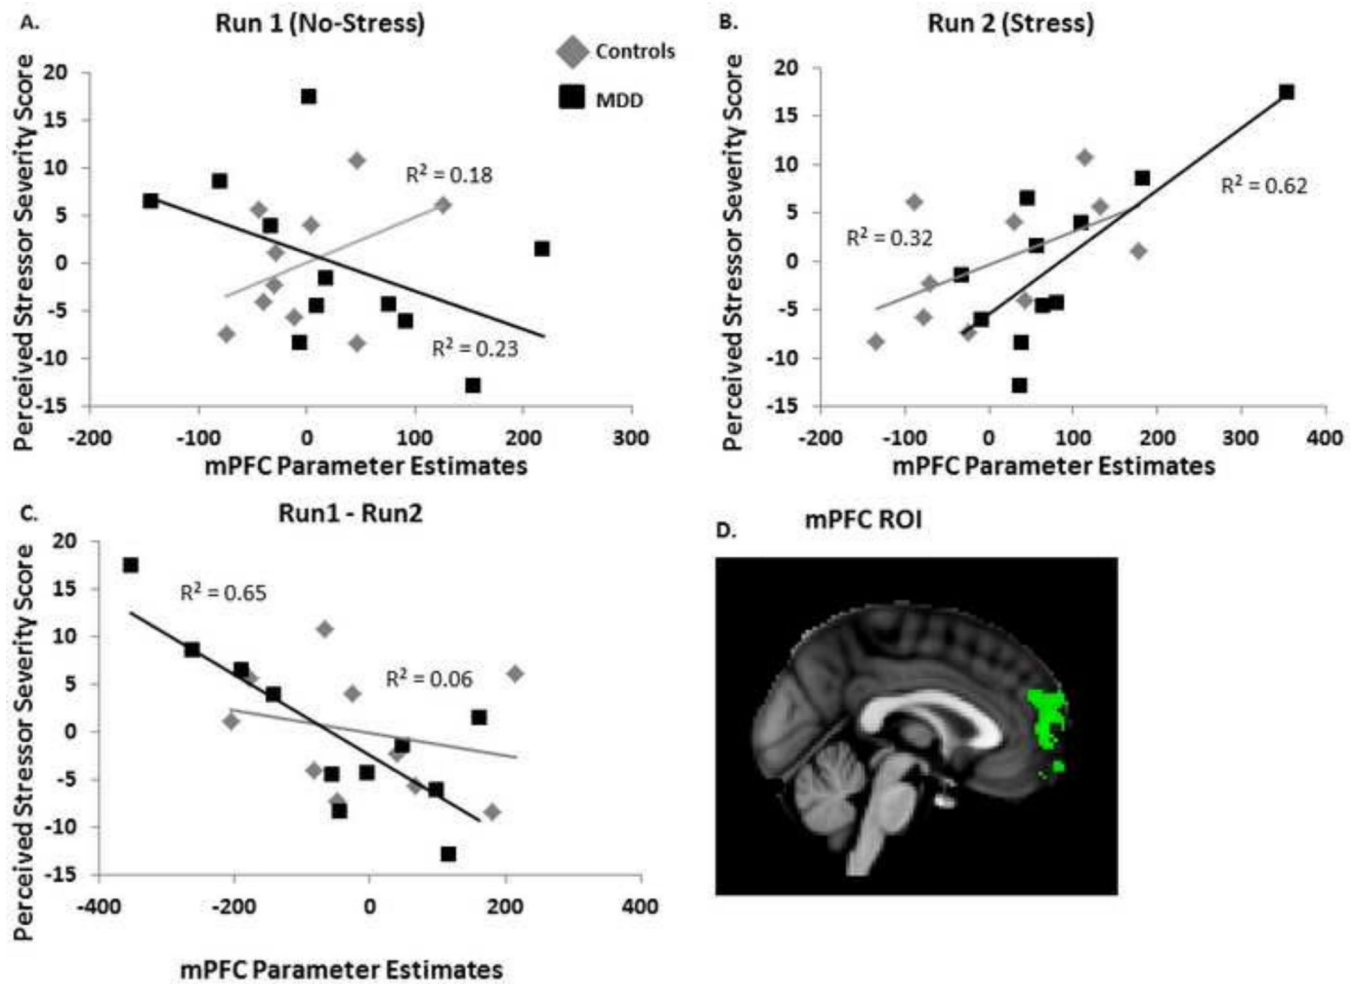 A.
Run 1 (No-Stress)
Controls
MDD
Perceived Stressor Severity Score
20
15
10
5
0
-5
-10
-15
R² = 0.18
R² = 0.23
-200 -100 0 100 200 300
mPFC Parameter Estimates
B.
Run 2 (Stress)
Perceived Stressor Severity Score
20
15
10
5
0
-5
-10
-15
R² = 0.62
R² = 0.32
-200 -100 0 100 200 300 400
mPFC Parameter Estimates
C.
Run1 - Run2
Perceived Stressor Severity Score
20
15
10
5
0
-5
-10
-15
R² = 0.65
R² = 0.06
-400 -200 0 200 400
mPFC Parameter Estimates
D.
mPFC ROI